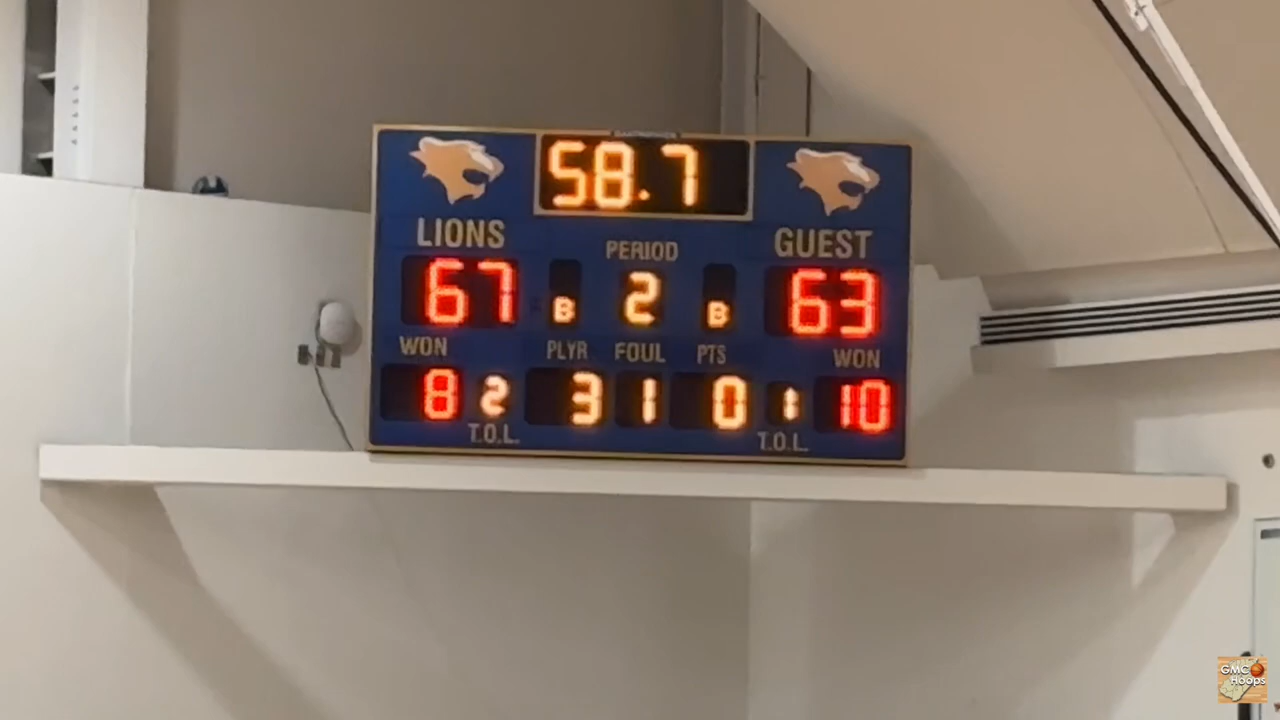 58.7
LIONS
PERIOD
GUEST
67
B
2
B
63
WON
PLYR
FOUL
PTS
WON
8
2
3
1
0
1
10
T.O.L.
T.O.L.
GMC
Hoops